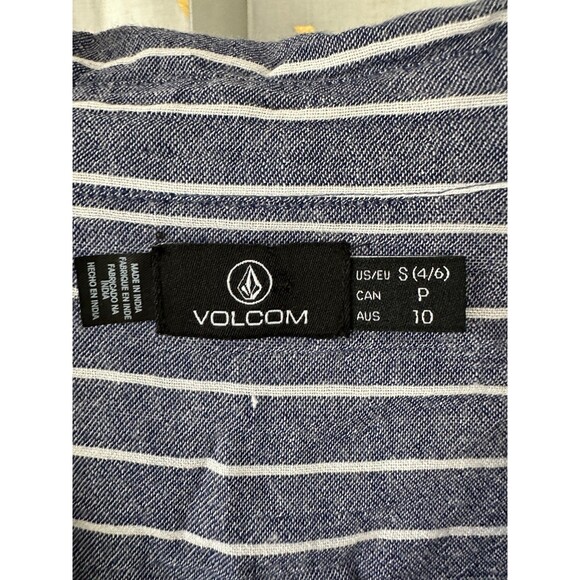 MADE IN INDIA
FABRIQUE EN INDE
FABRICADO NA
INDIA
HECHO EN INDIA
VOLCOM
US/EU S (4/6)
CAN P
AUS 10